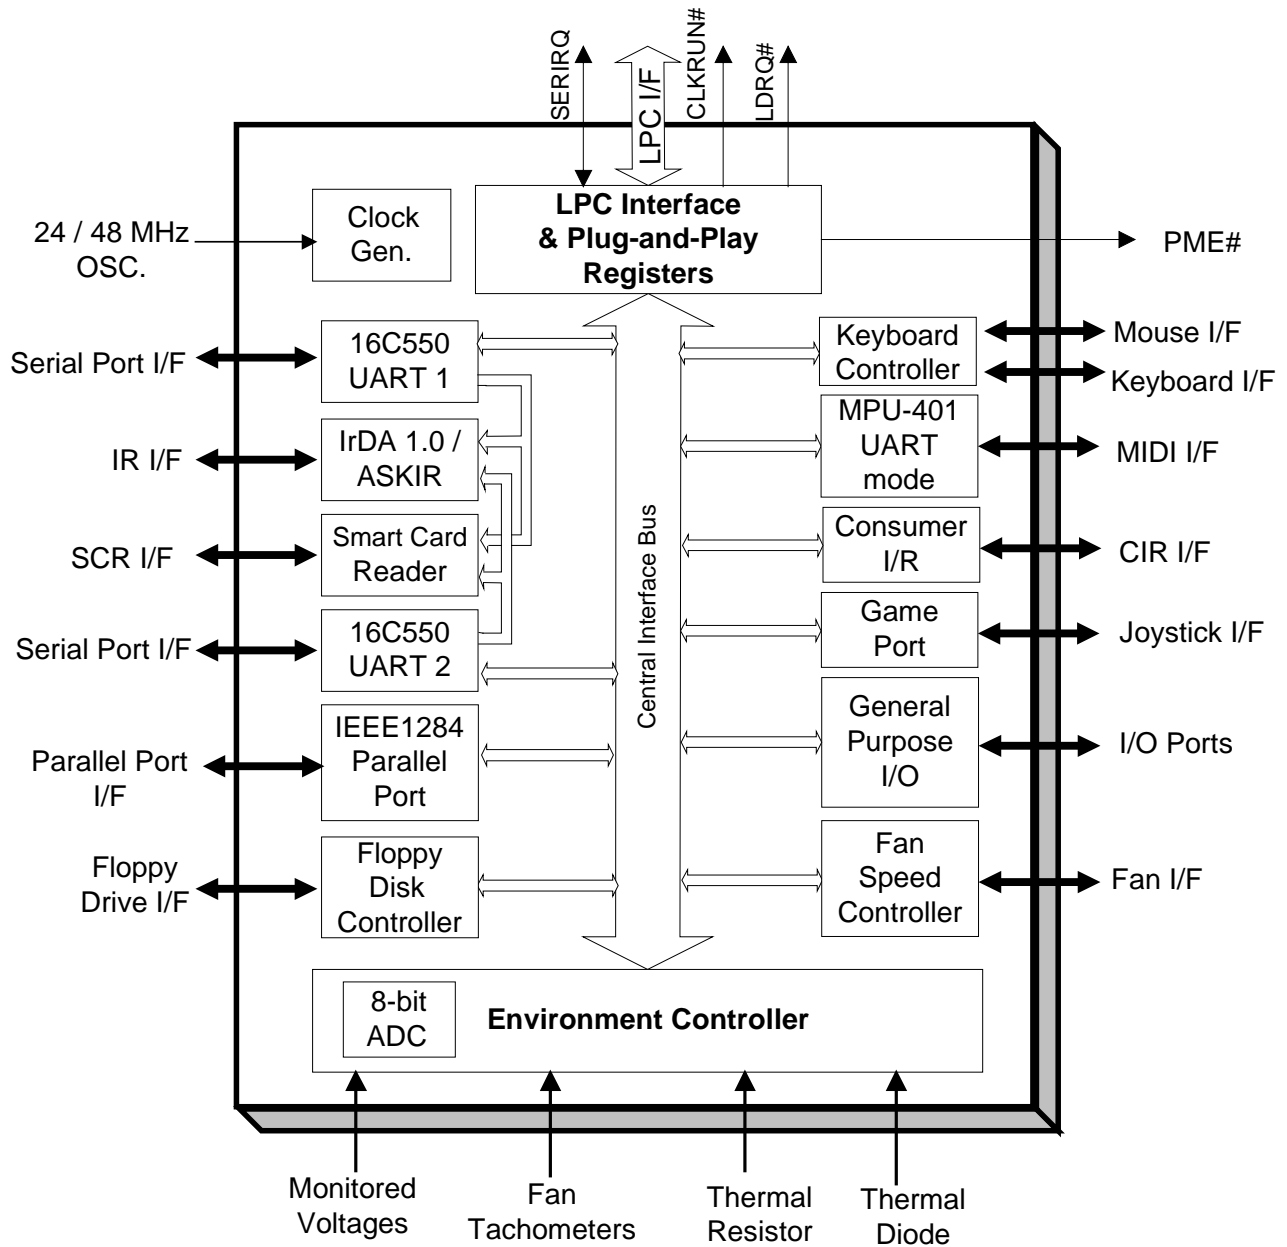 SERIRQ
LPC I/F
CLKRUN#
LDRQ#
24 / 48 MHz
OSC.
Clock
Gen.
LPC Interface
& Plug-and-Play
Registers
PME#
Serial Port I/F
16C550
UART 1
IR I/F
IrDA 1.0 /
ASKIR
SCR I/F
Smart Card
Reader
Serial Port I/F
16C550
UART 2
Parallel Port
I/F
IEEE1284
Parallel
Port
Floppy
Drive I/F
Floppy
Disk
Controller
Central Interface Bus
Keyboard
Controller
Mouse I/F
Keyboard I/F
MPU-401
UART
mode
MIDI I/F
Consumer
I/R
CIR I/F
Game
Port
Joystick I/F
General
Purpose
I/O
I/O Ports
Fan
Speed
Controller
Fan I/F
8-bit
ADC
Environment Controller
Monitored
Voltages
Fan
Tachometers
Thermal
Resistor
Thermal
Diode